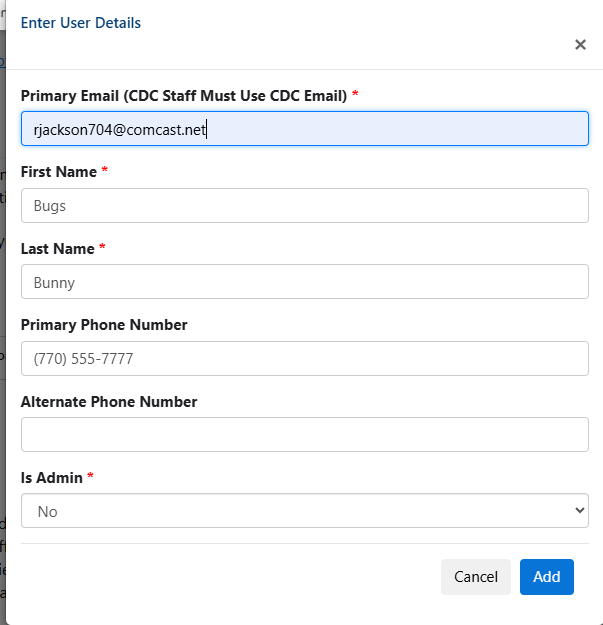 Enter User Details
×
Primary Email (CDC Staff Must Use CDC Email) *
rjackson704@comcast.net
First Name *
Bugs
Last Name *
Bunny
Primary Phone Number
(770) 555-7777
Alternate Phone Number
Is Admin *
No
Cancel Add